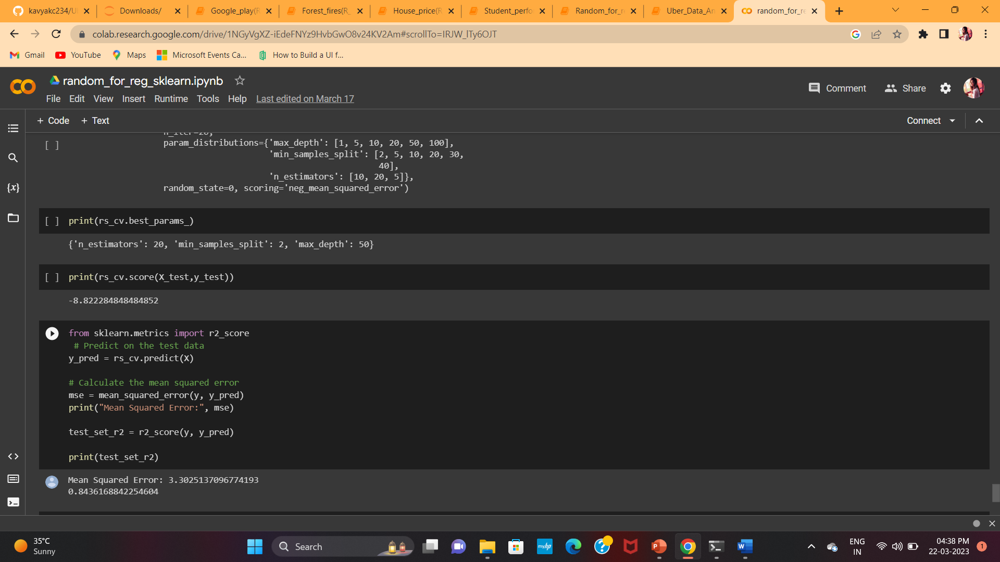 kavyakc234/U
Downloads/
Google_play(R
Forest_fires(R_
House_price(R
Student_perfo
Random_for_r
Uber_Data_An
random_for_re
colab.research.google.com/drive/1NGyVgXZ-iEdeFNYz9HvbGwO8v24KV2Am#scrollTo=IRJW_lTy6OJT
Gmail
YouTube
Maps
Microsoft Events Ca...
How to Build a UI f...
random_for_reg_sklearn.ipynb
Comment
Share
File Edit View Insert Runtime Tools Help Last edited on March 17
+ Code + Text
Connect
n_iter=20,
[ ] param_distributions={'max_depth': [1, 5, 10, 20, 50, 100],
'min_samples_split': [2, 5, 10, 20, 30,
40],
'n_estimators': [10, 20, 5]},
random_state=0, scoring='neg_mean_squared_error')
{x}
[ ] print(rs_cv.best_params_)
{'n_estimators': 20, 'min_samples_split': 2, 'max_depth': 50}
[ ] print(rs_cv.score(X_test,y_test))
-8.822284848484852
from sklearn.metrics import r2_score
# Predict on the test data
y_pred = rs_cv.predict(X)
# Calculate the mean squared error
mse = mean_squared_error(y, y_pred)
print("Mean Squared Error:", mse)
test_set_r2 = r2_score(y, y_pred)
print(test_set_r2)
Mean Squared Error: 3.3025137096774193
0.8436168842254604
35°C
Sunny
Search
myhp
ENG
IN
04:38 PM
22-03-2023
1